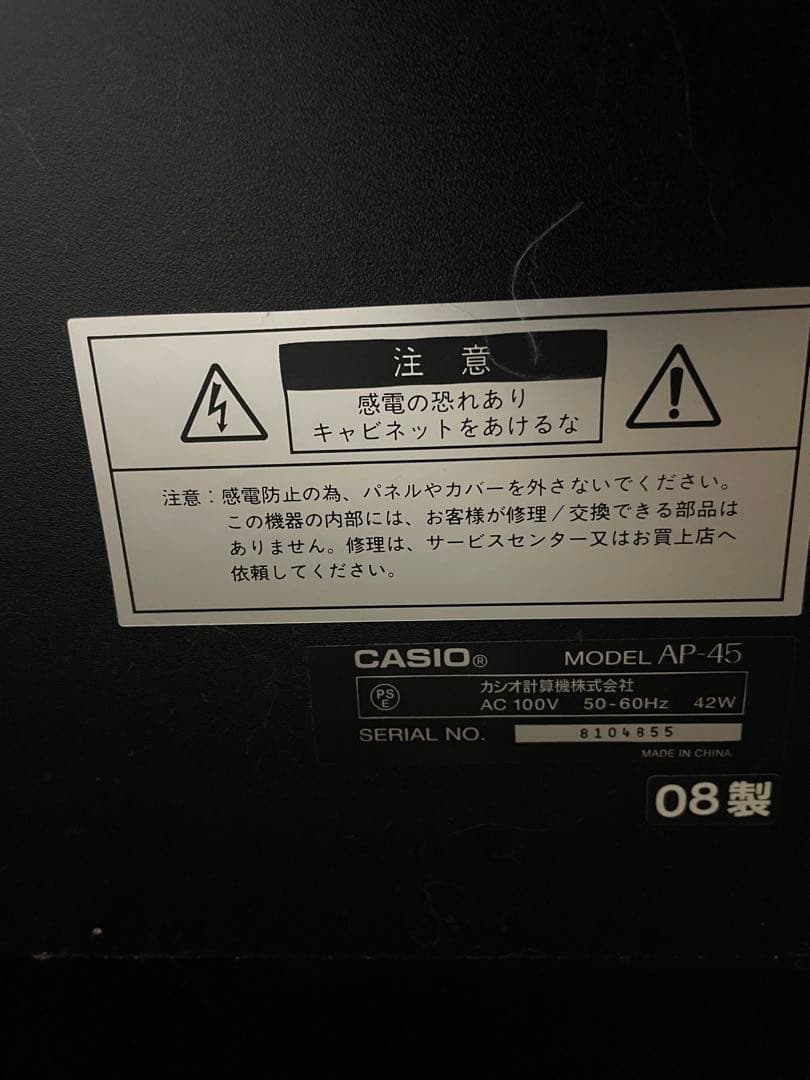 注 意
感電の恐れあり
キャビネットをあけるな
注意：感電防止の為、パネルやカバーを外さないでください。
この機器の内部には、お客様が修理／交換できる部品は
ありません。修理は、サービスセンター又はお買上店へ
依頼してください。
CASIO® MODEL AP-45
PS
E
カシオ計算機株式会社
AC 100V 50-60Hz 42W
SERIAL NO. 8104855
MADE IN CHINA
08製